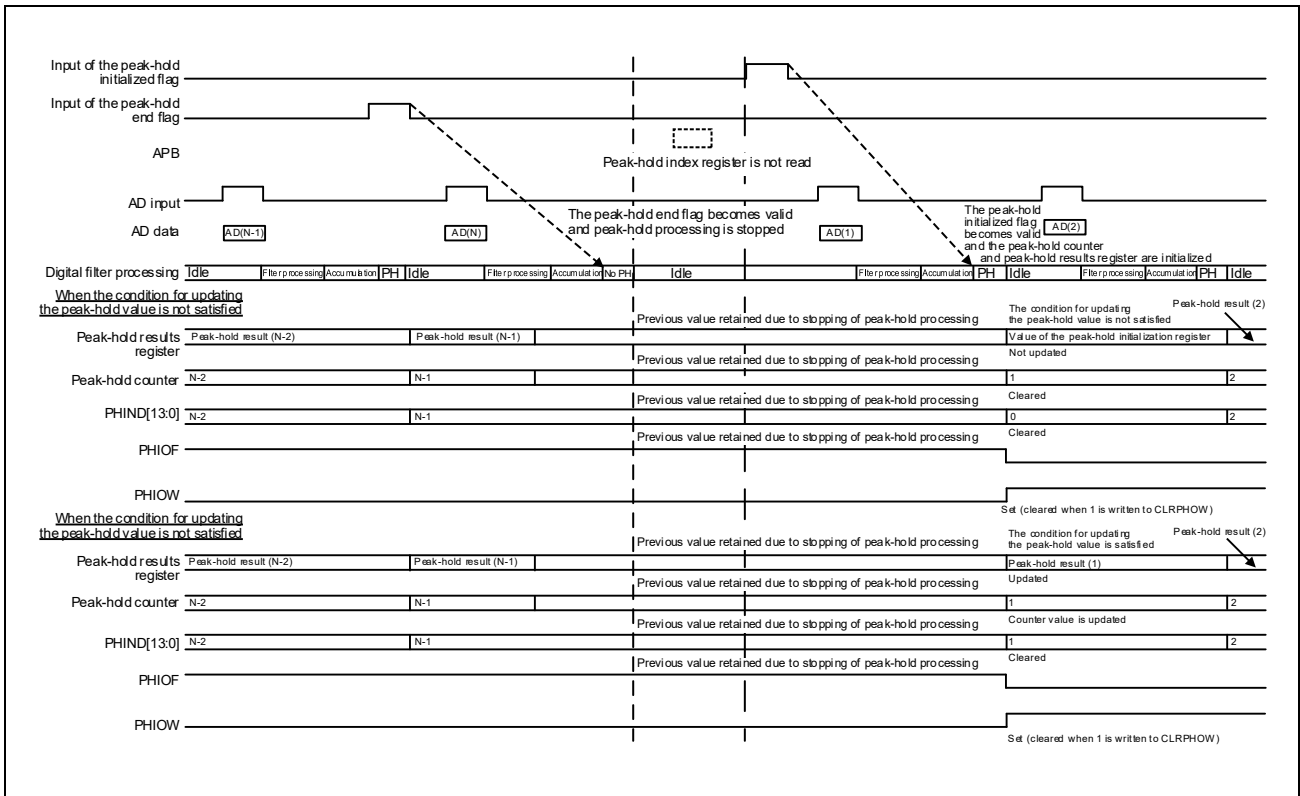 Input of the peak-hold
initialized flag
Input of the peak-hold
end flag
APB
Peak-hold index register is not read
AD input
The peak-hold end flag becomes valid
and peak-hold processing is stopped
The peak-hold
initialized flag
becomes valid
and the peak-hold counter
and peak-hold results register are initialized
AD data
AD(N-1)
AD(N)
AD(1)
AD(2)
Digital filter processing
Idle
Filter processing
Accumulation
PH
Idle
Filter processing
Accumulation
No PH
Idle
Filter processing
Accumulation
PH
Idle
Filter processing
Accumulation
PH
Idle
When the condition for updating
the peak-hold value is not satisfied
Previous value retained due to stopping of peak-hold processing
The condition for updating
the peak-hold value is not satisfied
Peak-hold result (2)
Peak-hold results
register
Peak-hold result (N-2)
Peak-hold result (N-1)
Value of the peak-hold initialization register
Previous value retained due to stopping of peak-hold processing
Not updated
Peak-hold counter
N-2
N-1
1
2
Previous value retained due to stopping of peak-hold processing
Cleared
PHIND[13:0]
N-2
N-1
0
2
Previous value retained due to stopping of peak-hold processing
Cleared
PHIOF
PHIOW
Set (cleared when 1 is written to CLRPHOW)
When the condition for updating
the peak-hold value is not satisfied
Previous value retained due to stopping of peak-hold processing
The condition for updating
the peak-hold value is satisfied
Peak-hold result (2)
Peak-hold results
register
Peak-hold result (N-2)
Peak-hold result (N-1)
Peak-hold result (1)
Previous value retained due to stopping of peak-hold processing
Updated
Peak-hold counter
N-2
N-1
1
2
Previous value retained due to stopping of peak-hold processing
Counter value is updated
PHIND[13:0]
N-2
N-1
1
2
Previous value retained due to stopping of peak-hold processing
Cleared
PHIOF
PHIOW
Set (cleared when 1 is written to CLRPHOW)